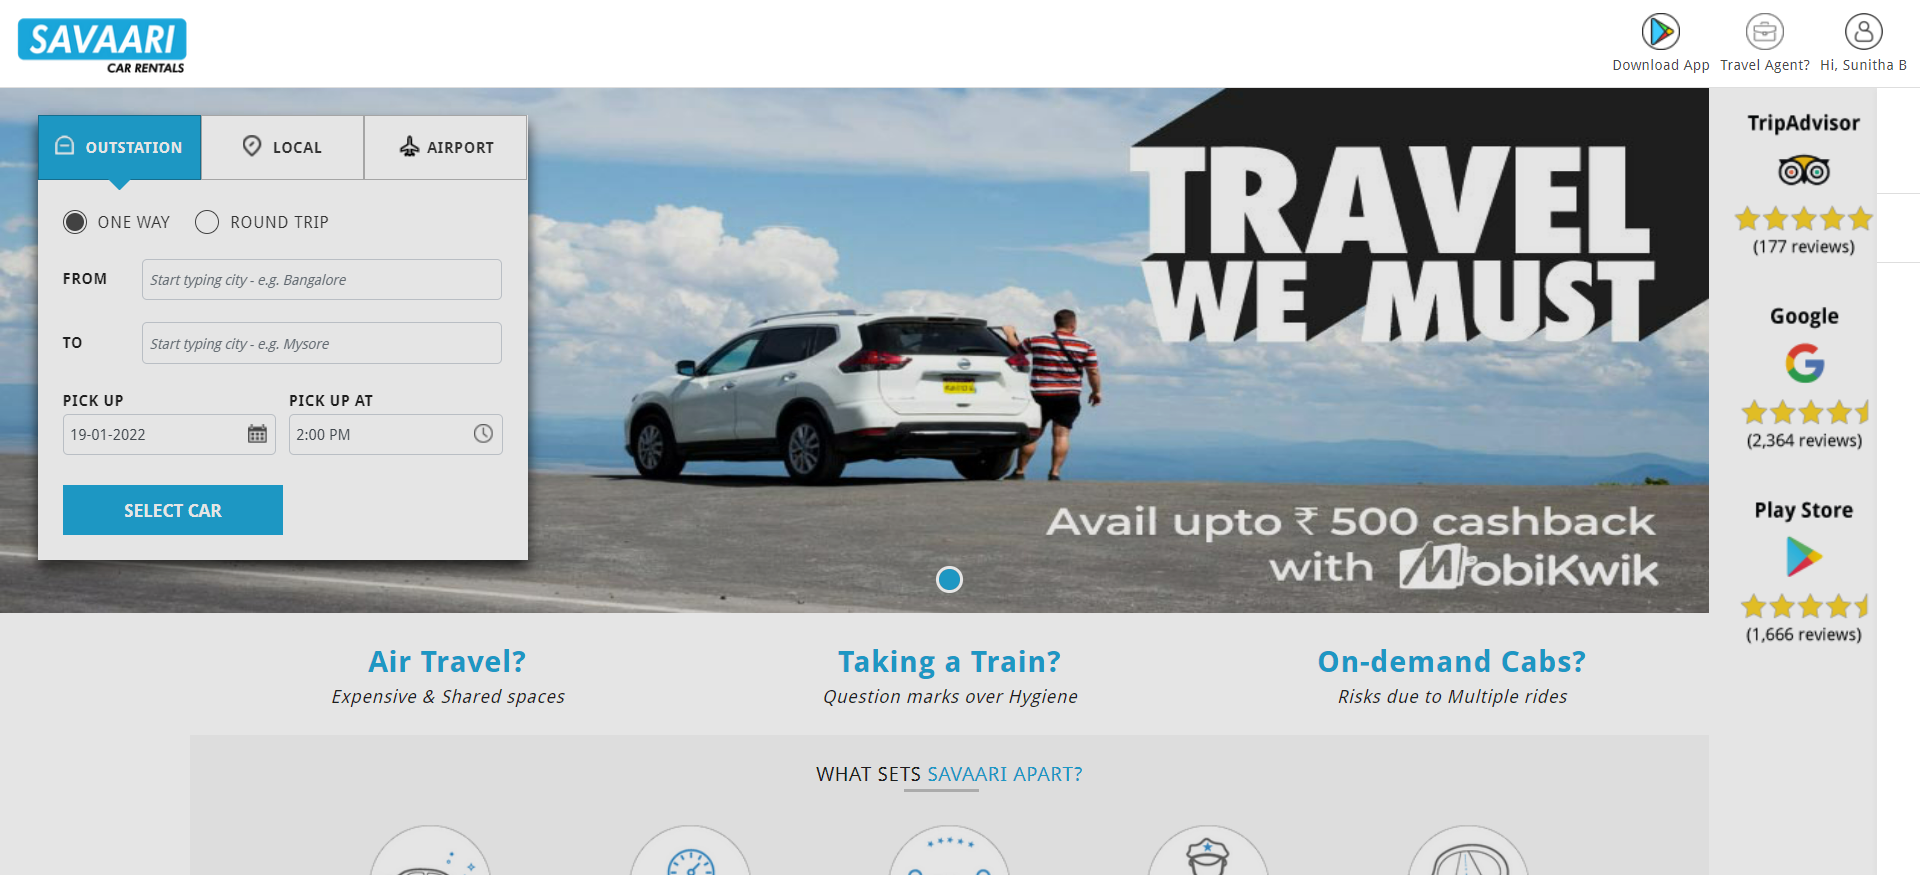 SAVAARI
CAR RENTALS
Download App
Travel Agent?
Hi, Sunitha B
OUTSTATION
LOCAL
AIRPORT
ONE WAY
ROUND TRIP
FROM
Start typing city - e.g. Bangalore
TO
Start typing city - e.g. Mysore
PICK UP
PICK UP AT
19-01-2022
2:00 PM
SELECT CAR
TRAVEL
WE MUST
Avail upto ₹ 500 cashback
with MobiKwik
TripAdvisor
(177 reviews)
Google
(2,364 reviews)
Play Store
(1,666 reviews)
Air Travel?
Expensive & Shared spaces
Taking a Train?
Question marks over Hygiene
On-demand Cabs?
Risks due to Multiple rides
WHAT SETS SAVAARI APART?